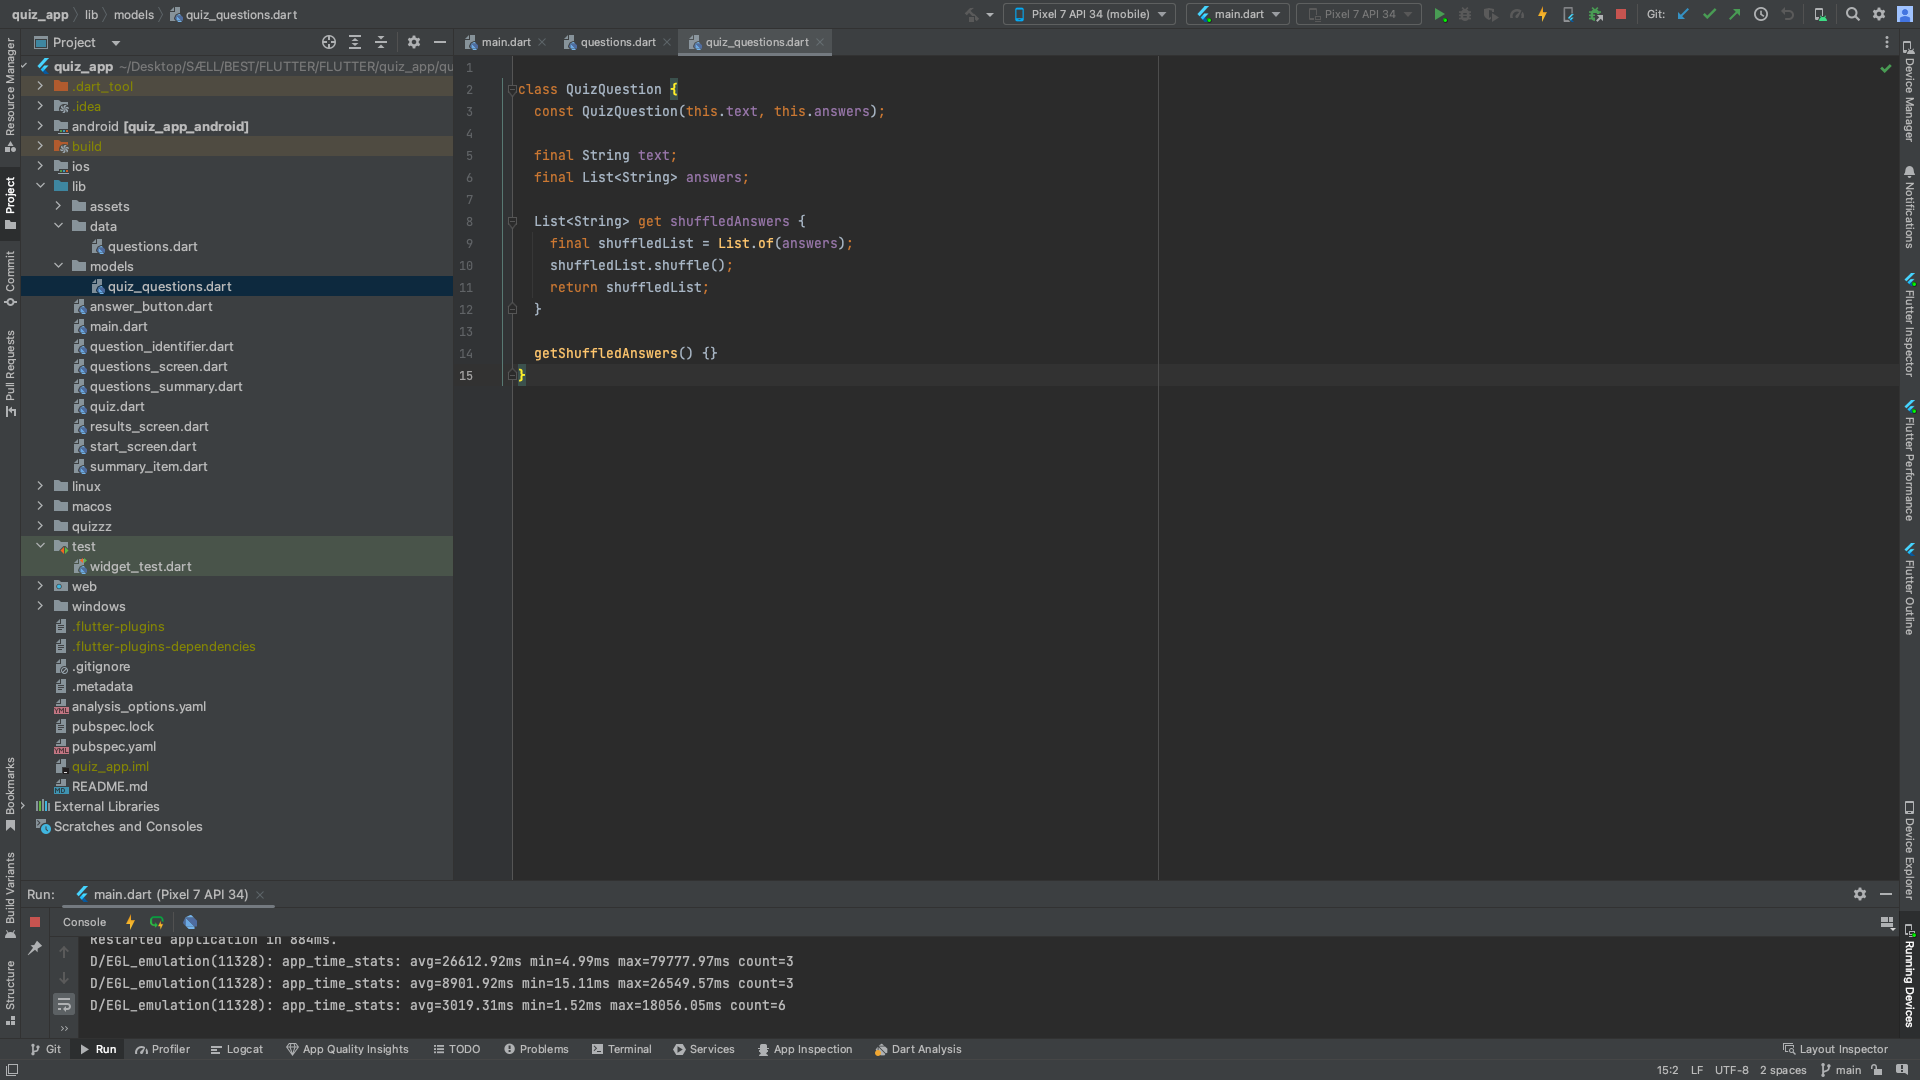 quiz_app lib models quiz_questions.dart
Pixel 7 API 34 (mobile) main.dart Pixel 7 API 34 Git:
Project
main.dart questions.dart quiz_questions.dart
quiz_app ~/Desktop/SÆLL/BEST/FLUTTER/FLUTTER/quiz_app/qu
.dart_tool
.idea
android [quiz_app_android]
build
ios
lib
assets
data
questions.dart
models
quiz_questions.dart
answer_button.dart
main.dart
question_identifier.dart
questions_screen.dart
questions_summary.dart
quiz.dart
results_screen.dart
start_screen.dart
summary_item.dart
linux
macos
quizzz
test
widget_test.dart
web
windows
.flutter-plugins
.flutter-plugins-dependencies
.gitignore
.metadata
YML analysis_options.yaml
pubspec.lock
YML pubspec.yaml
quiz_app.iml
MD README.md
External Libraries
Scratches and Consoles
1
2 class QuizQuestion {
3 const QuizQuestion(this.text, this.answers);
4
5 final String text;
6 final List<String> answers;
7
8 List<String> get shuffledAnswers {
9 final shuffledList = List.of(answers);
10 shuffledList.shuffle();
11 return shuffledList;
12 }
13
14 getShuffledAnswers() {}
15 }
Resource Manager
Project
Commit
Pull Requests
Bookmarks
Build Variants
Structure
Device Manager
Notifications
Flutter Inspector
Flutter Performance
Flutter Outline
Device Explorer
Running Devices
Run: main.dart (Pixel 7 API 34)
Console
Restarted application in 884ms.
D/EGL_emulation(11328): app_time_stats: avg=26612.92ms min=4.99ms max=79777.97ms count=3
D/EGL_emulation(11328): app_time_stats: avg=8901.92ms min=15.11ms max=26549.57ms count=3
D/EGL_emulation(11328): app_time_stats: avg=3019.31ms min=1.52ms max=18056.05ms count=6
Git Run Profiler Logcat App Quality Insights TODO Problems Terminal Services App Inspection Dart Analysis Layout Inspector
15:2 LF UTF-8 2 spaces main